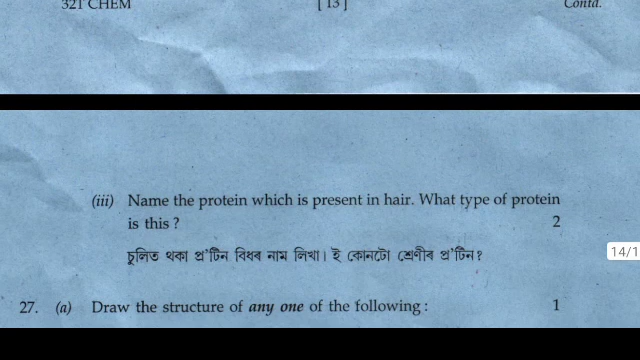 32T CHEM [ 13 ] Contd.
(iii) Name the protein which is present in hair. What type of protein
is this ? 2
চুলিত থকা প্ৰ'টিন বিধৰ নাম লিখা। ই কোনটো শ্ৰেণীৰ প্ৰ'টিন?
14/1
27. (a) Draw the structure of any one of the following : 1